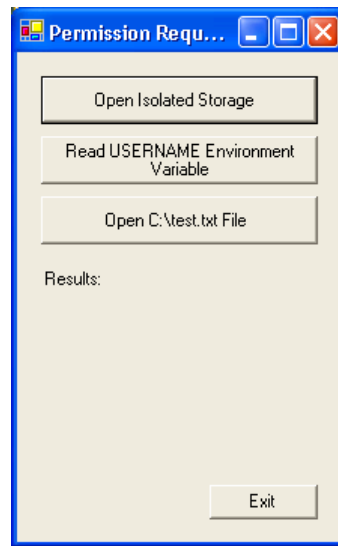 Permission Requ...
Open Isolated Storage
Read USERNAME Environment
Variable
Open C:\test.txt File
Results:
Exit